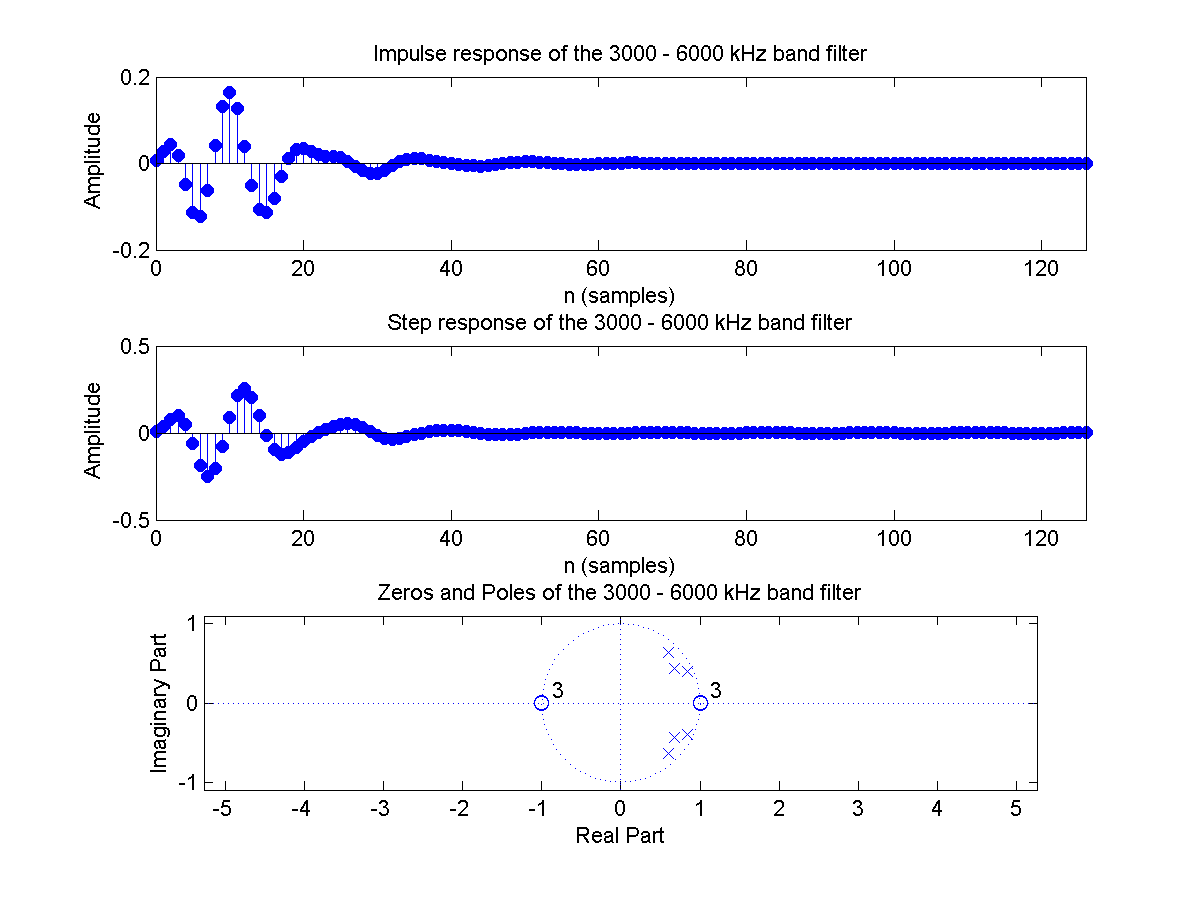 Impulse response of the 3000 - 6000 kHz band filter
0.2
0
-0.2
Amplitude
0 20 40 60 80 100 120
n (samples)
Step response of the 3000 - 6000 kHz band filter
0.5
0
-0.5
Amplitude
0 20 40 60 80 100 120
n (samples)
Zeros and Poles of the 3000 - 6000 kHz band filter
1
0
-1
Imaginary Part
3 3
-5 -4 -3 -2 -1 0 1 2 3 4 5
Real Part